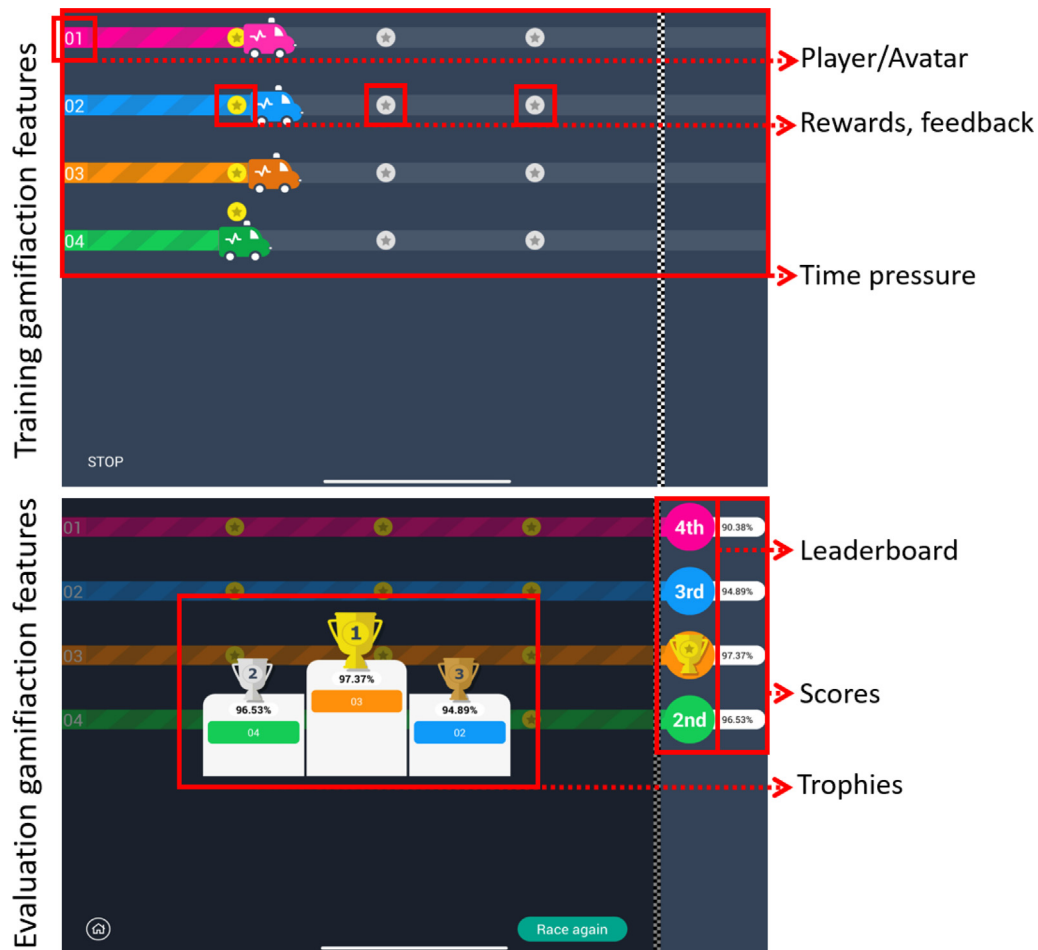 Training gamifiaction features
01
Player/Avatar
02
Rewards, feedback
03
04
Time pressure
STOP
Evaluation gamifiaction features
01
4th
90.38%
Leaderboard
02
3rd
94.89%
1
03
97.37%
2
97.37%
3
Scores
96.53%
03
94.89%
04
2nd
96.53%
04
02
Trophies
Race again